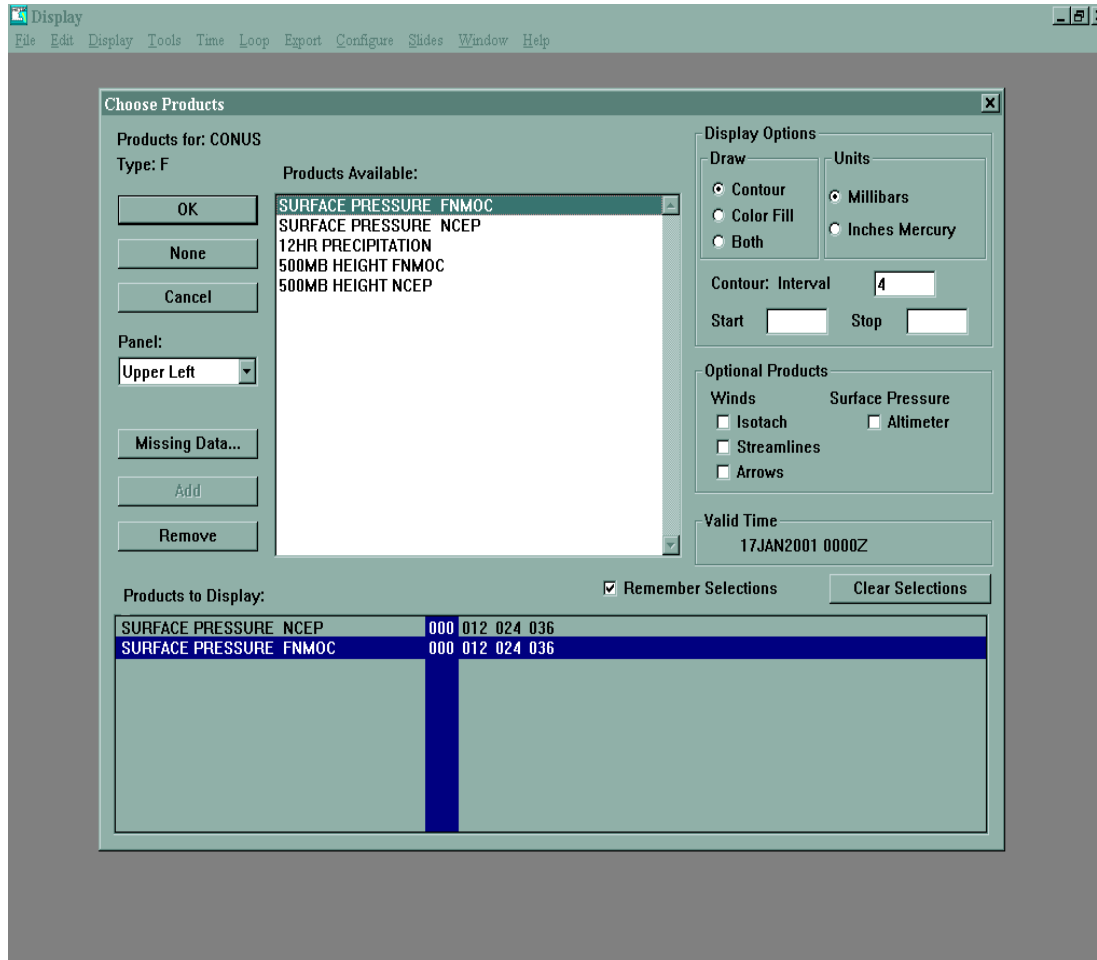 Display
File Edit Display Tools Time Loop Export Configure Slides Window Help
Choose Products
Products for: CONUS
Type: F
OK
None
Cancel
Panel:
Upper Left
Missing Data...
Add
Remove
Products Available:
SURFACE PRESSURE FNMOC
SURFACE PRESSURE NCEP
12HR PRECIPITATION
500MB HEIGHT FNMOC
500MB HEIGHT NCEP
Display Options
Draw
Contour
Color Fill
Both
Units
Millibars
Inches Mercury
Contour: Interval 4
Start Stop
Optional Products
Winds Surface Pressure
Isotach Altimeter
Streamlines
Arrows
Valid Time
17JAN2001 0000Z
Remember Selections Clear Selections
Products to Display:
SURFACE PRESSURE NCEP 000 012 024 036
SURFACE PRESSURE FNMOC 000 012 024 036